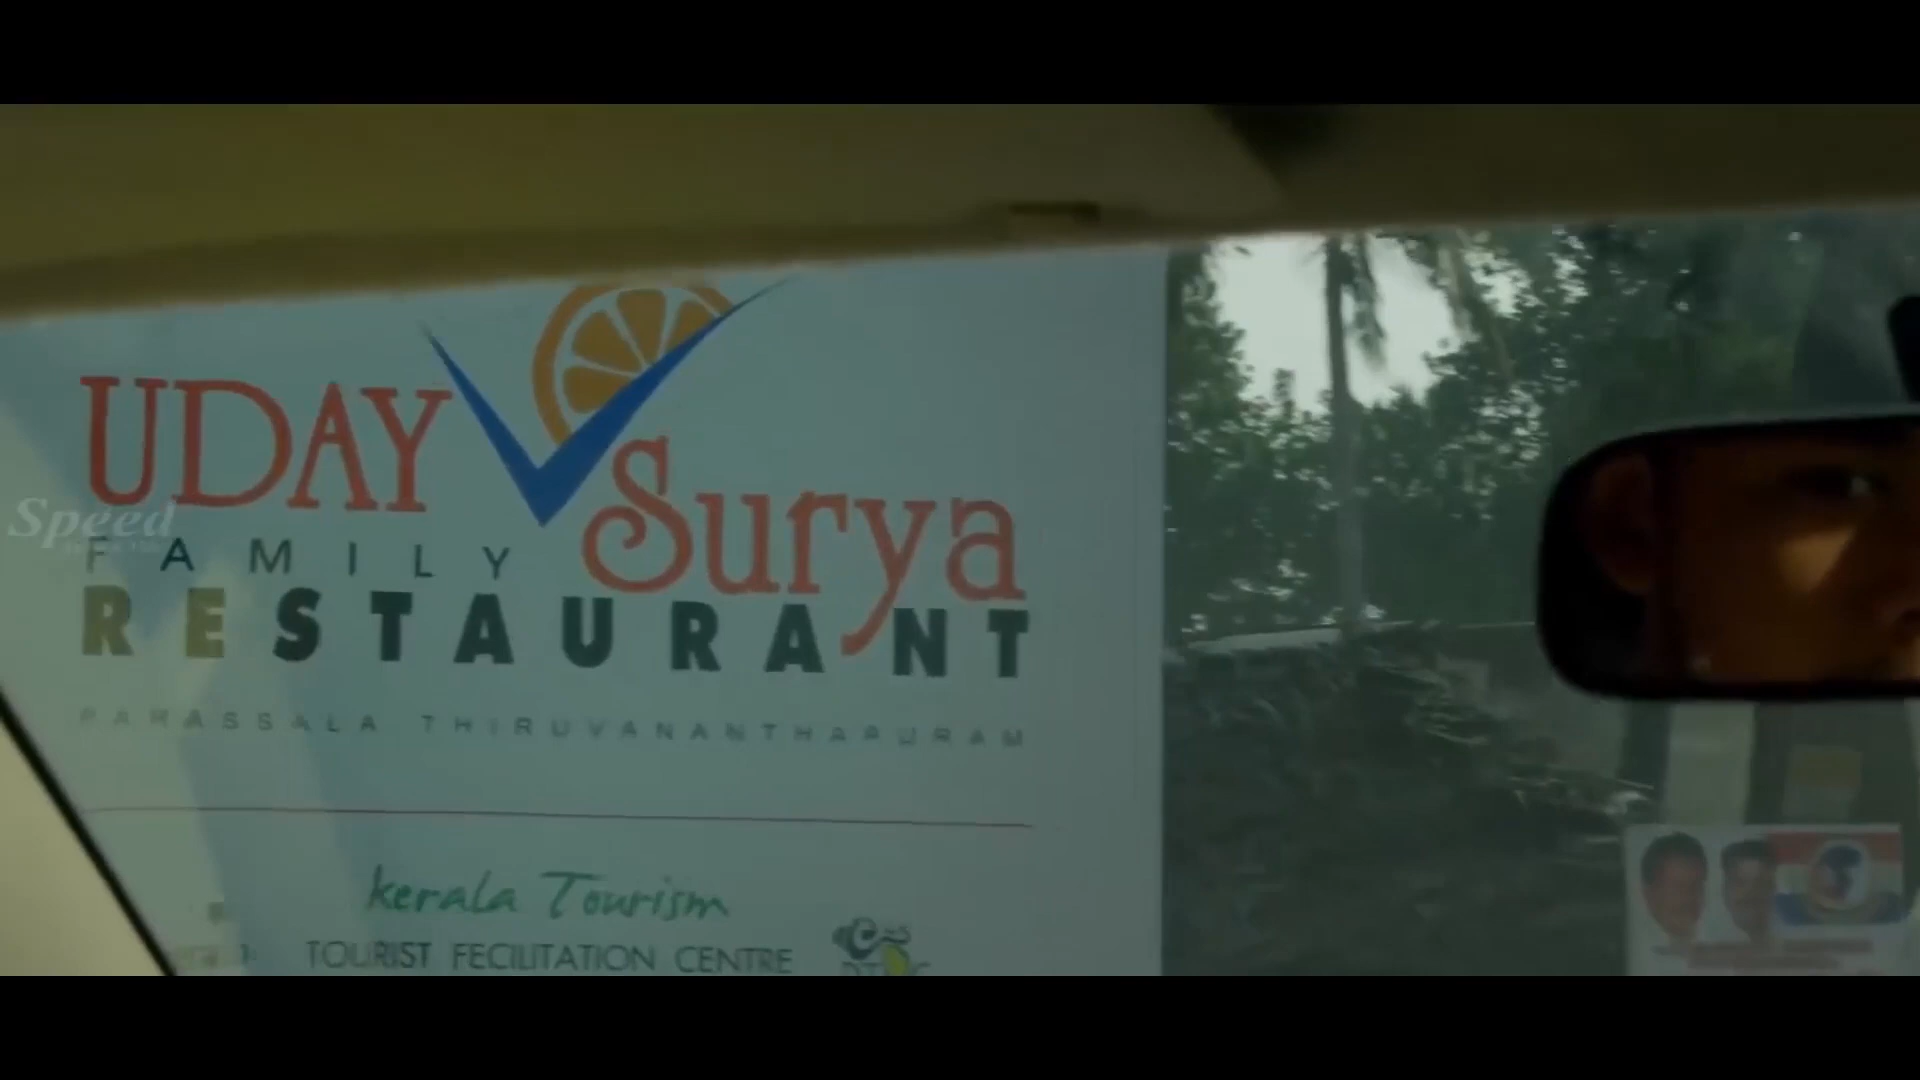 UDAY Surya
FAMILY
RESTAURANT
PARASSALA THIRUVANANTHAPURAM
Kerala Tourism
TOURIST FECILITATION CENTRE
Speed